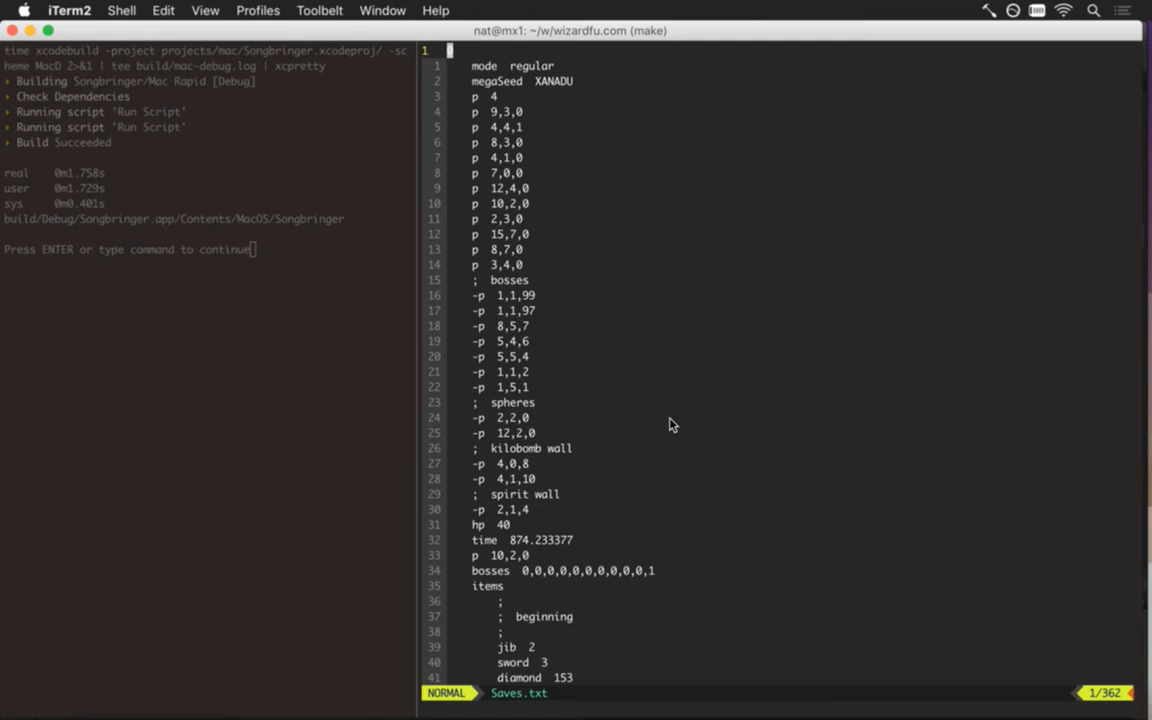 iTerm2 Shell Edit View Profiles Toolbelt Window Help
nat@mx1: ~/w/wizardfu.com (make)
time xcodebuild -project projects/mac/Songbringer.xcodeproj/ -sc
heme MacD 2>&1 | tee build/mac-debug.log | xcpretty
› Building Songbringer/Mac Rapid [Debug]
› Check Dependencies
› Running script 'Run Script'
› Running script 'Run Script'
› Build Succeeded
real 0m1.758s
user 0m1.729s
sys 0m0.401s
build/Debug/Songbringer.app/Contents/MacOS/Songbringer
Press ENTER or type command to continue
1 0
1 mode regular
2 megaSeed XANADU
3 p 4
4 p 9,3,0
5 p 4,4,1
6 p 8,3,0
7 p 4,1,0
8 p 7,0,0
9 p 12,4,0
10 p 10,2,0
11 p 2,3,0
12 p 15,7,0
13 p 8,7,0
14 p 3,4,0
15 ; bosses
16 -p 1,1,99
17 -p 1,1,97
18 -p 8,5,7
19 -p 5,4,6
20 -p 5,5,4
21 -p 1,1,2
22 -p 1,5,1
23 ; spheres
24 -p 2,2,0
25 -p 12,2,0
26 ; kilobomb wall
27 -p 4,0,8
28 -p 4,1,10
29 ; spirit wall
30 -p 2,1,4
31 hp 40
32 time 874.233377
33 p 10,2,0
34 bosses 0,0,0,0,0,0,0,0,0,0,1
35 items
36 ;
37 ; beginning
38 ;
39 jib 2
40 sword 3
41 diamond 153
NORMAL Saves.txt 1/362